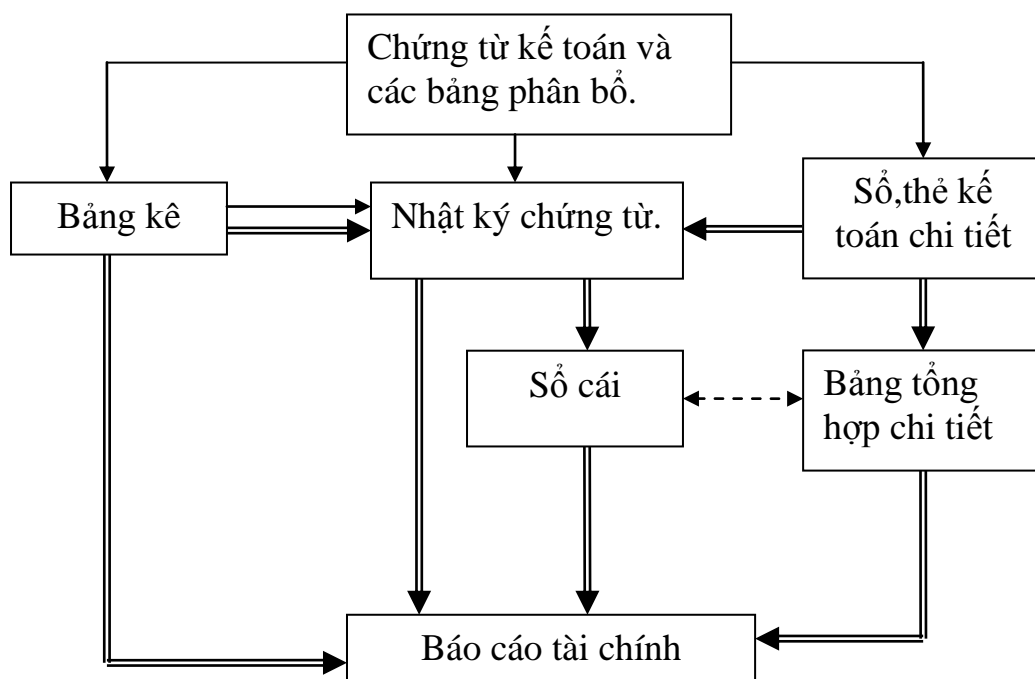 Chứng từ kế toán và
các bảng phân bổ.
Bảng kê
Nhật ký chứng từ.
Sổ,thẻ kế
toán chi tiết
Sổ cái
Bảng tổng
hợp chi tiết
Báo cáo tài chính